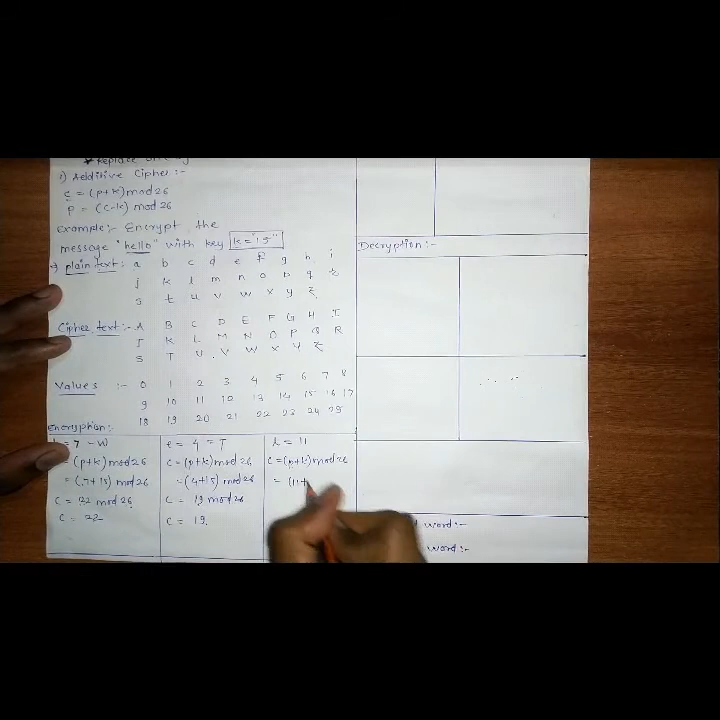 * Replace
1) Additive Cipher :-
C = (p+k) mod 26
P = (C-k) mod 26
Example:- Encrypt the
message "hello" with key k="15"
plain text : a b c d e f g h i
j k l m n o p q r
s t u v w x y z
Cipher text :- A B C D E F G H I
J K L M N O P Q R
S T U V W X Y Z
Values :- 0 1 2 3 4 5 6 7 8
9 10 11 12 13 14 15 16 17
18 19 20 21 22 23 24 25
Encryption:-
= 7 - W
= (p+k) mod 26
= (7+15) mod 26
C = 22 mod 26
C = 22
e = 4 = T
C = (p+k) mod 26
= (4+15) mod 26
C = 19 mod 26
C = 19
l = 11
C = (p+k) mod 26
= (11+
Decryption:-
word:-
word:-